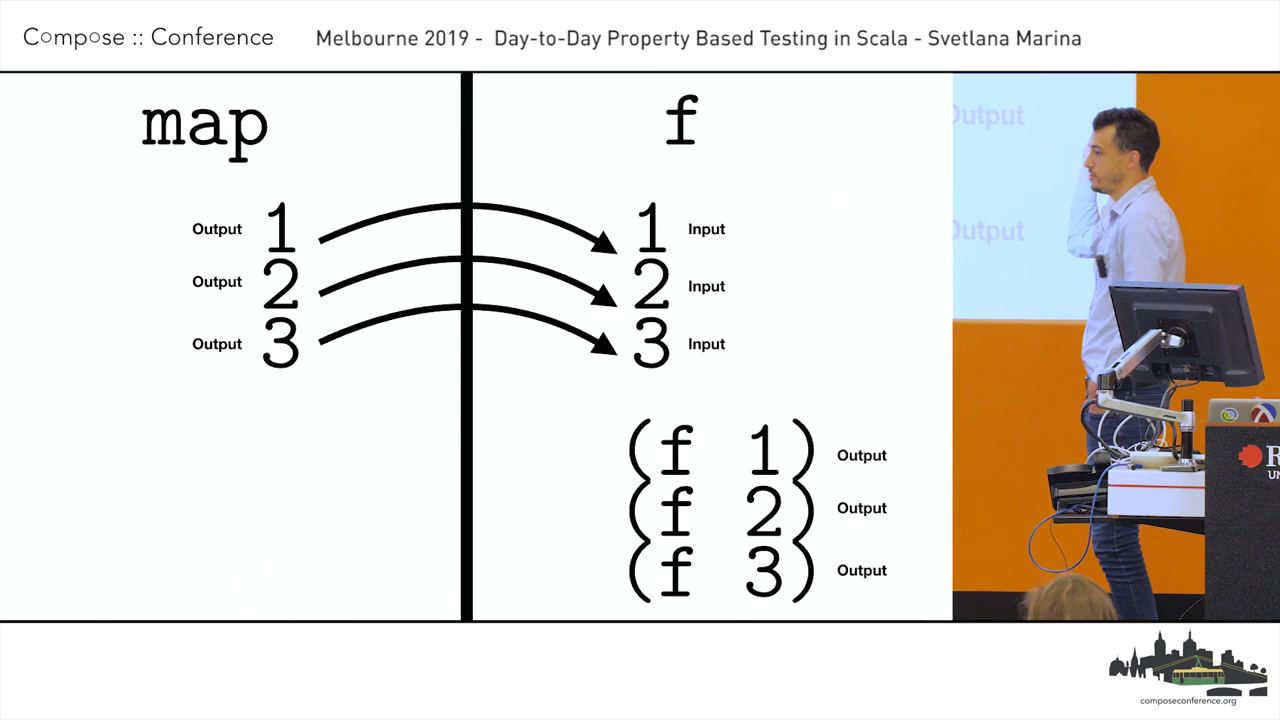 Compose :: Conference
Melbourne 2019 - Day-to-Day Property Based Testing in Scala - Svetlana Marina
map
f
Output 1
1 Input
Output 2
2 Input
Output 3
3 Input
(f 1) Output
(f 2) Output
(f 3) Output
Output
Output
R
UN
composeconference.org